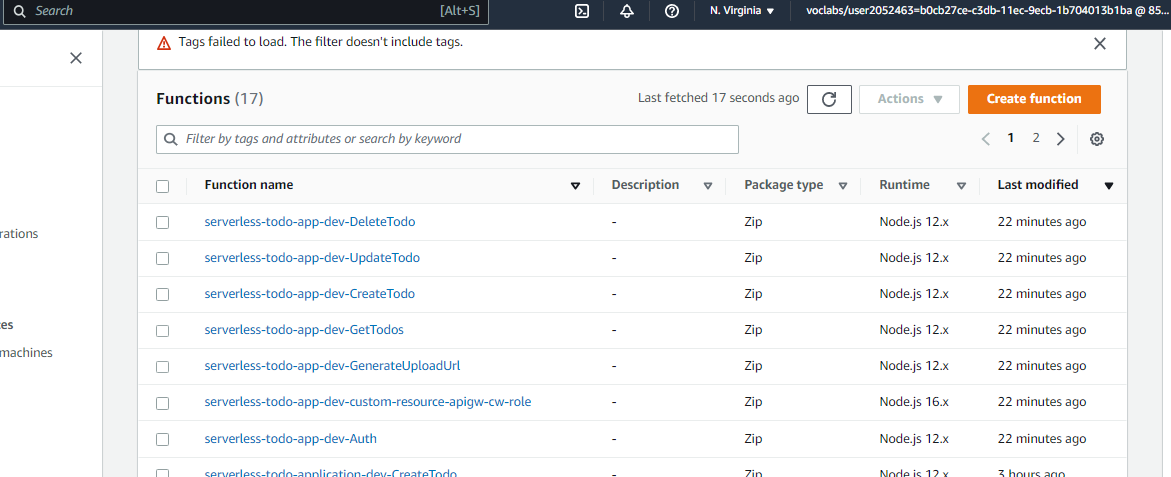 Search [Alt+S] N. Virginia voclabs/user2052463=b0cb27ce-c3db-11ec-9ecb-1b704013b1ba @ 85...
Tags failed to load. The filter doesn't include tags.
Functions (17) Last fetched 17 seconds ago Actions Create function
Filter by tags and attributes or search by keyword 1 2
Function name Description Package type Runtime Last modified
serverless-todo-app-dev-DeleteTodo - Zip Node.js 12.x 22 minutes ago
rations
serverless-todo-app-dev-UpdateTodo - Zip Node.js 12.x 22 minutes ago
serverless-todo-app-dev-CreateTodo - Zip Node.js 12.x 22 minutes ago
ces
serverless-todo-app-dev-GetTodos - Zip Node.js 12.x 22 minutes ago
machines
serverless-todo-app-dev-GenerateUploadUrl - Zip Node.js 12.x 22 minutes ago
serverless-todo-app-dev-custom-resource-apigw-cw-role - Zip Node.js 16.x 22 minutes ago
serverless-todo-app-dev-Auth - Zip Node.js 12.x 22 minutes ago
serverless-todo-application-dev-CreateTodo - Zip Node.js 12.x 3 hours ago